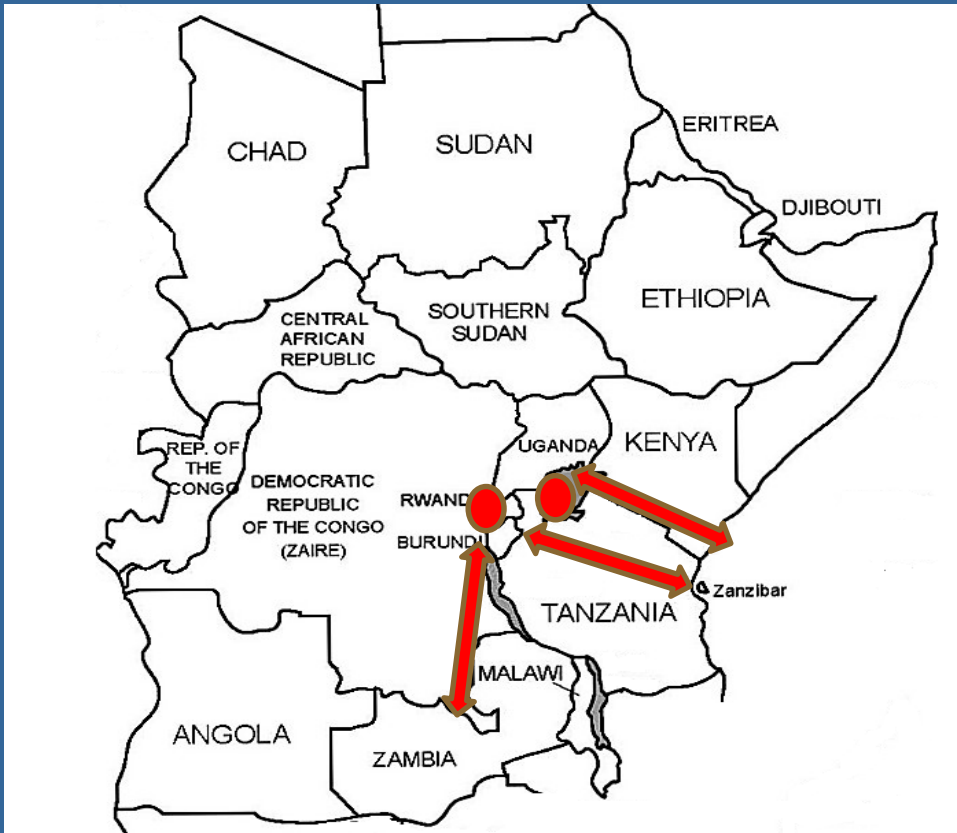 CHAD
SUDAN
ERITREA
DJIBOUTI
ETHIOPIA
CENTRAL
AFRICAN
REPUBLIC
SOUTHERN
SUDAN
UGANDA
KENYA
REP. OF
THE
CONGO
DEMOCRATIC
REPUBLIC
OF THE CONGO
(ZAIRE)
RWAND
BURUNDI
TANZANIA
Zanzibar
MALAWI
ANGOLA
ZAMBIA